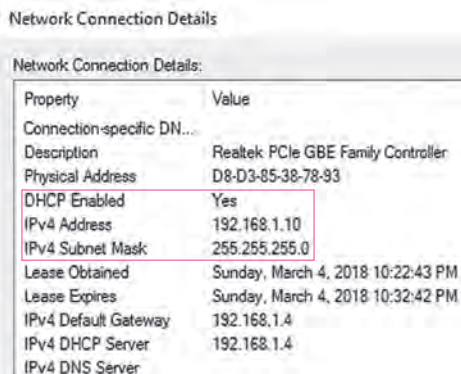 Network Connection Details
Network Connection Details:
Property Value
Connection-specific DN...
Description Realtek PCIe GBE Family Controller
Physical Address D8-D3-85-38-78-93
DHCP Enabled Yes
IPv4 Address 192.168.1.10
IPv4 Subnet Mask 255.255.255.0
Lease Obtained Sunday, March 4, 2018 10:22:43 PM
Lease Expires Sunday, March 4, 2018 10:32:42 PM
IPv4 Default Gateway 192.168.1.4
IPv4 DHCP Server 192.168.1.4
IPv4 DNS Server